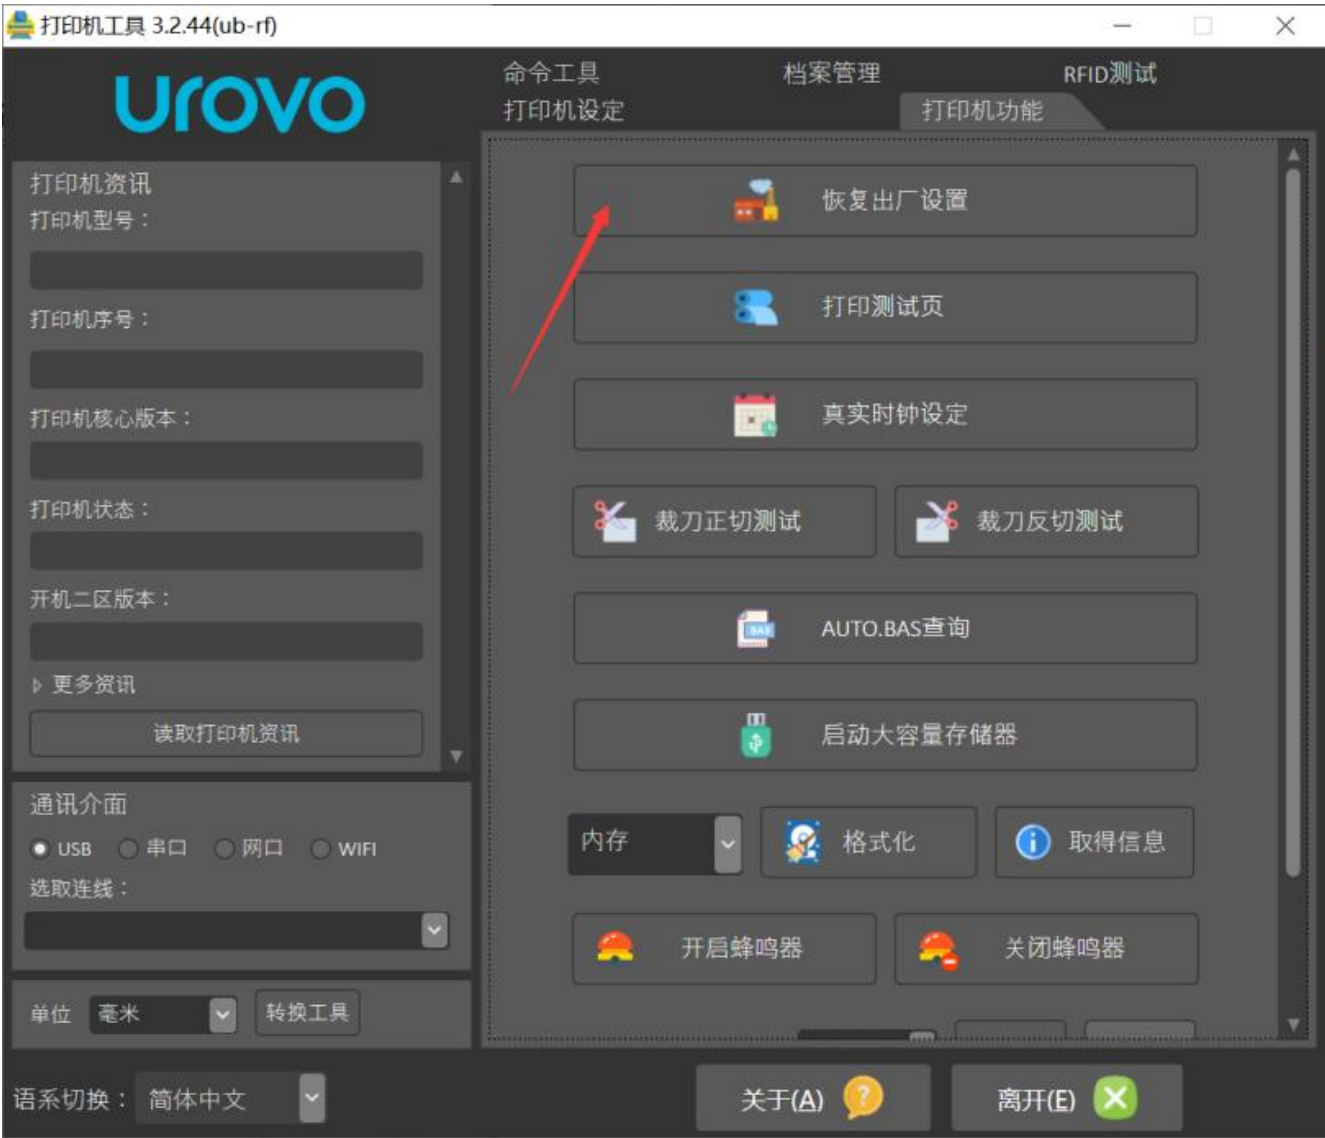 打印机工具 3.2.44(ub-rf)
urovo
命令工具 档案管理 RFID测试
打印机设定 打印机功能
打印机资讯
打印机型号：
打印机序号：
打印机核心版本：
打印机状态：
开机二区版本：
更多资讯
读取打印机资讯
通讯介面
USB 串口 网口 WIFI
选取连线：
单位 毫米 转换工具
语系切换： 简体中文
恢复出厂设置
打印测试页
真实时钟设定
裁刀正切测试 裁刀反切测试
BAS AUTO.BAS查询
启动大容量存储器
内存 格式化 取得信息
开启蜂鸣器 关闭蜂鸣器
关于(A) 离开(E)